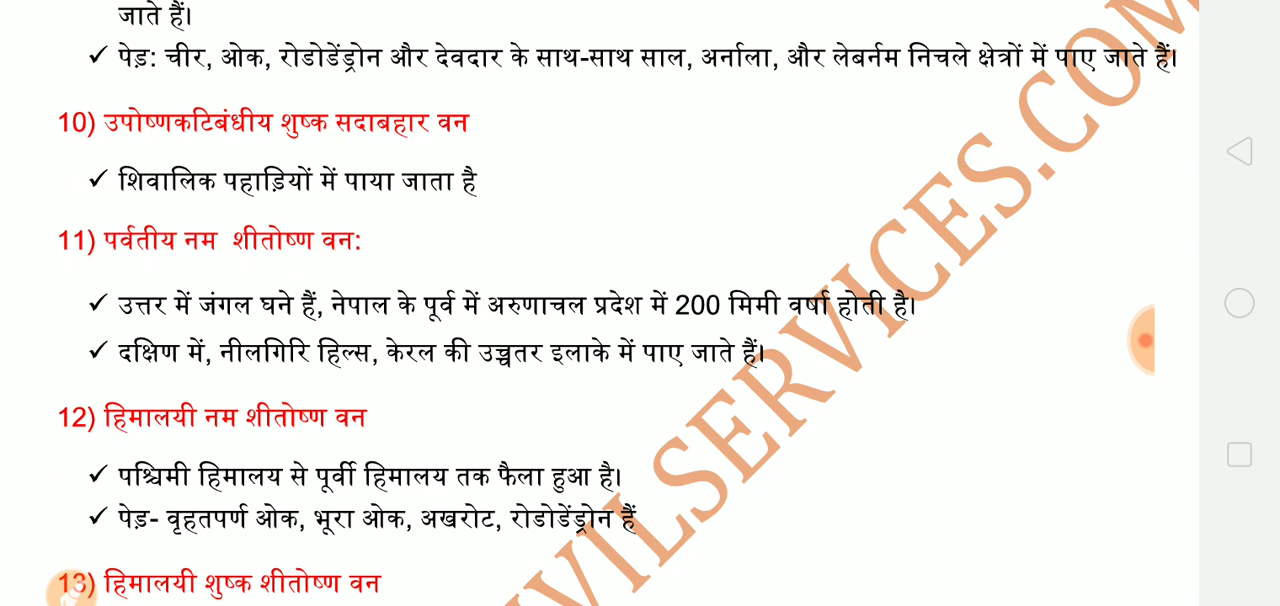 जाते हैं।
✓ पेड़: चीर, ओक, रोडोडेंड्रोन और देवदार के साथ-साथ साल, अर्नाला, और लेबर्नम निचले क्षेत्रों में पाए जाते हैं।
10) उपोष्णकटिबंधीय शुष्क सदाबहार वन
✓ शिवालिक पहाड़ियों में पाया जाता है
11) पर्वतीय नम शीतोष्ण वन:
✓ उत्तर में जंगल घने हैं, नेपाल के पूर्व में अरुणाचल प्रदेश में 200 मिमी वर्षा होती है।
✓ दक्षिण में, नीलगिरि हिल्स, केरल की उच्चतर इलाके में पाए जाते हैं।
12) हिमालयी नम शीतोष्ण वन
✓ पश्चिमी हिमालय से पूर्वी हिमालय तक फैला हुआ है।
✓ पेड़- वृहतपर्ण ओक, भूरा ओक, अखरोट, रोडोडेंड्रोन हैं
13) हिमालयी शुष्क शीतोष्ण वन
VILSERVICES.COM